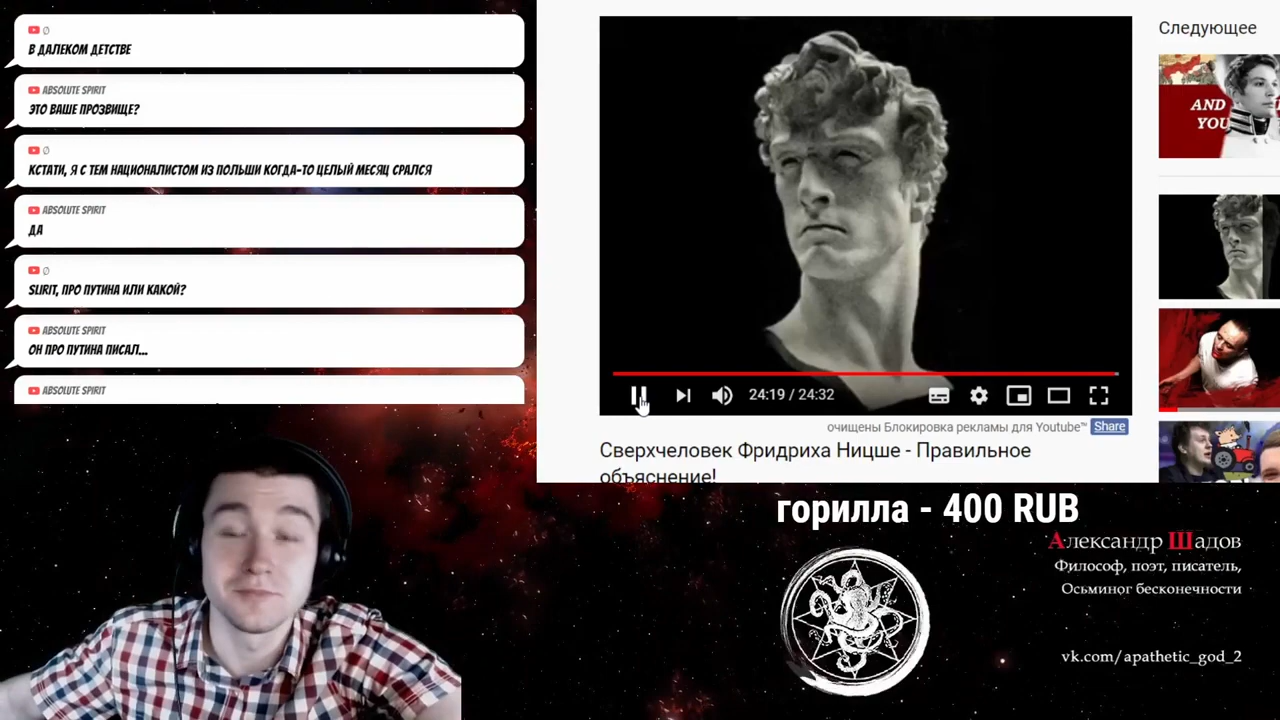 Ø
В ДАЛЕКОМ ДЕТСТВЕ
ABSOLUTE SPIRIT
ЭТО ВАШЕ ПРОЗВИЩЕ?
Ø
КСТАТИ, Я С ТЕМ НАЦИОНАЛИСТОМ ИЗ ПОЛЬШИ КОГДА-ТО ЦЕЛЫЙ МЕСЯЦ СРАЛСЯ
ABSOLUTE SPIRIT
ДА
Ø
SLIRIT, ПРО ПУТИНА ИЛИ КАКОЙ?
ABSOLUTE SPIRIT
ОН ПРО ПУТИНА ПИСАЛ...
ABSOLUTE SPIRIT
24:19 / 24:32
очищены Блокировка рекламы для Youtube™ Share
Сверхчеловек Фридриха Ницше - Правильное
объяснение!
Следующее
AND
YOU
горилла - 400 RUB
Александр Шадов
Философ, поэт, писатель,
Осьминог бесконечности
vk.com/apathetic_god_2